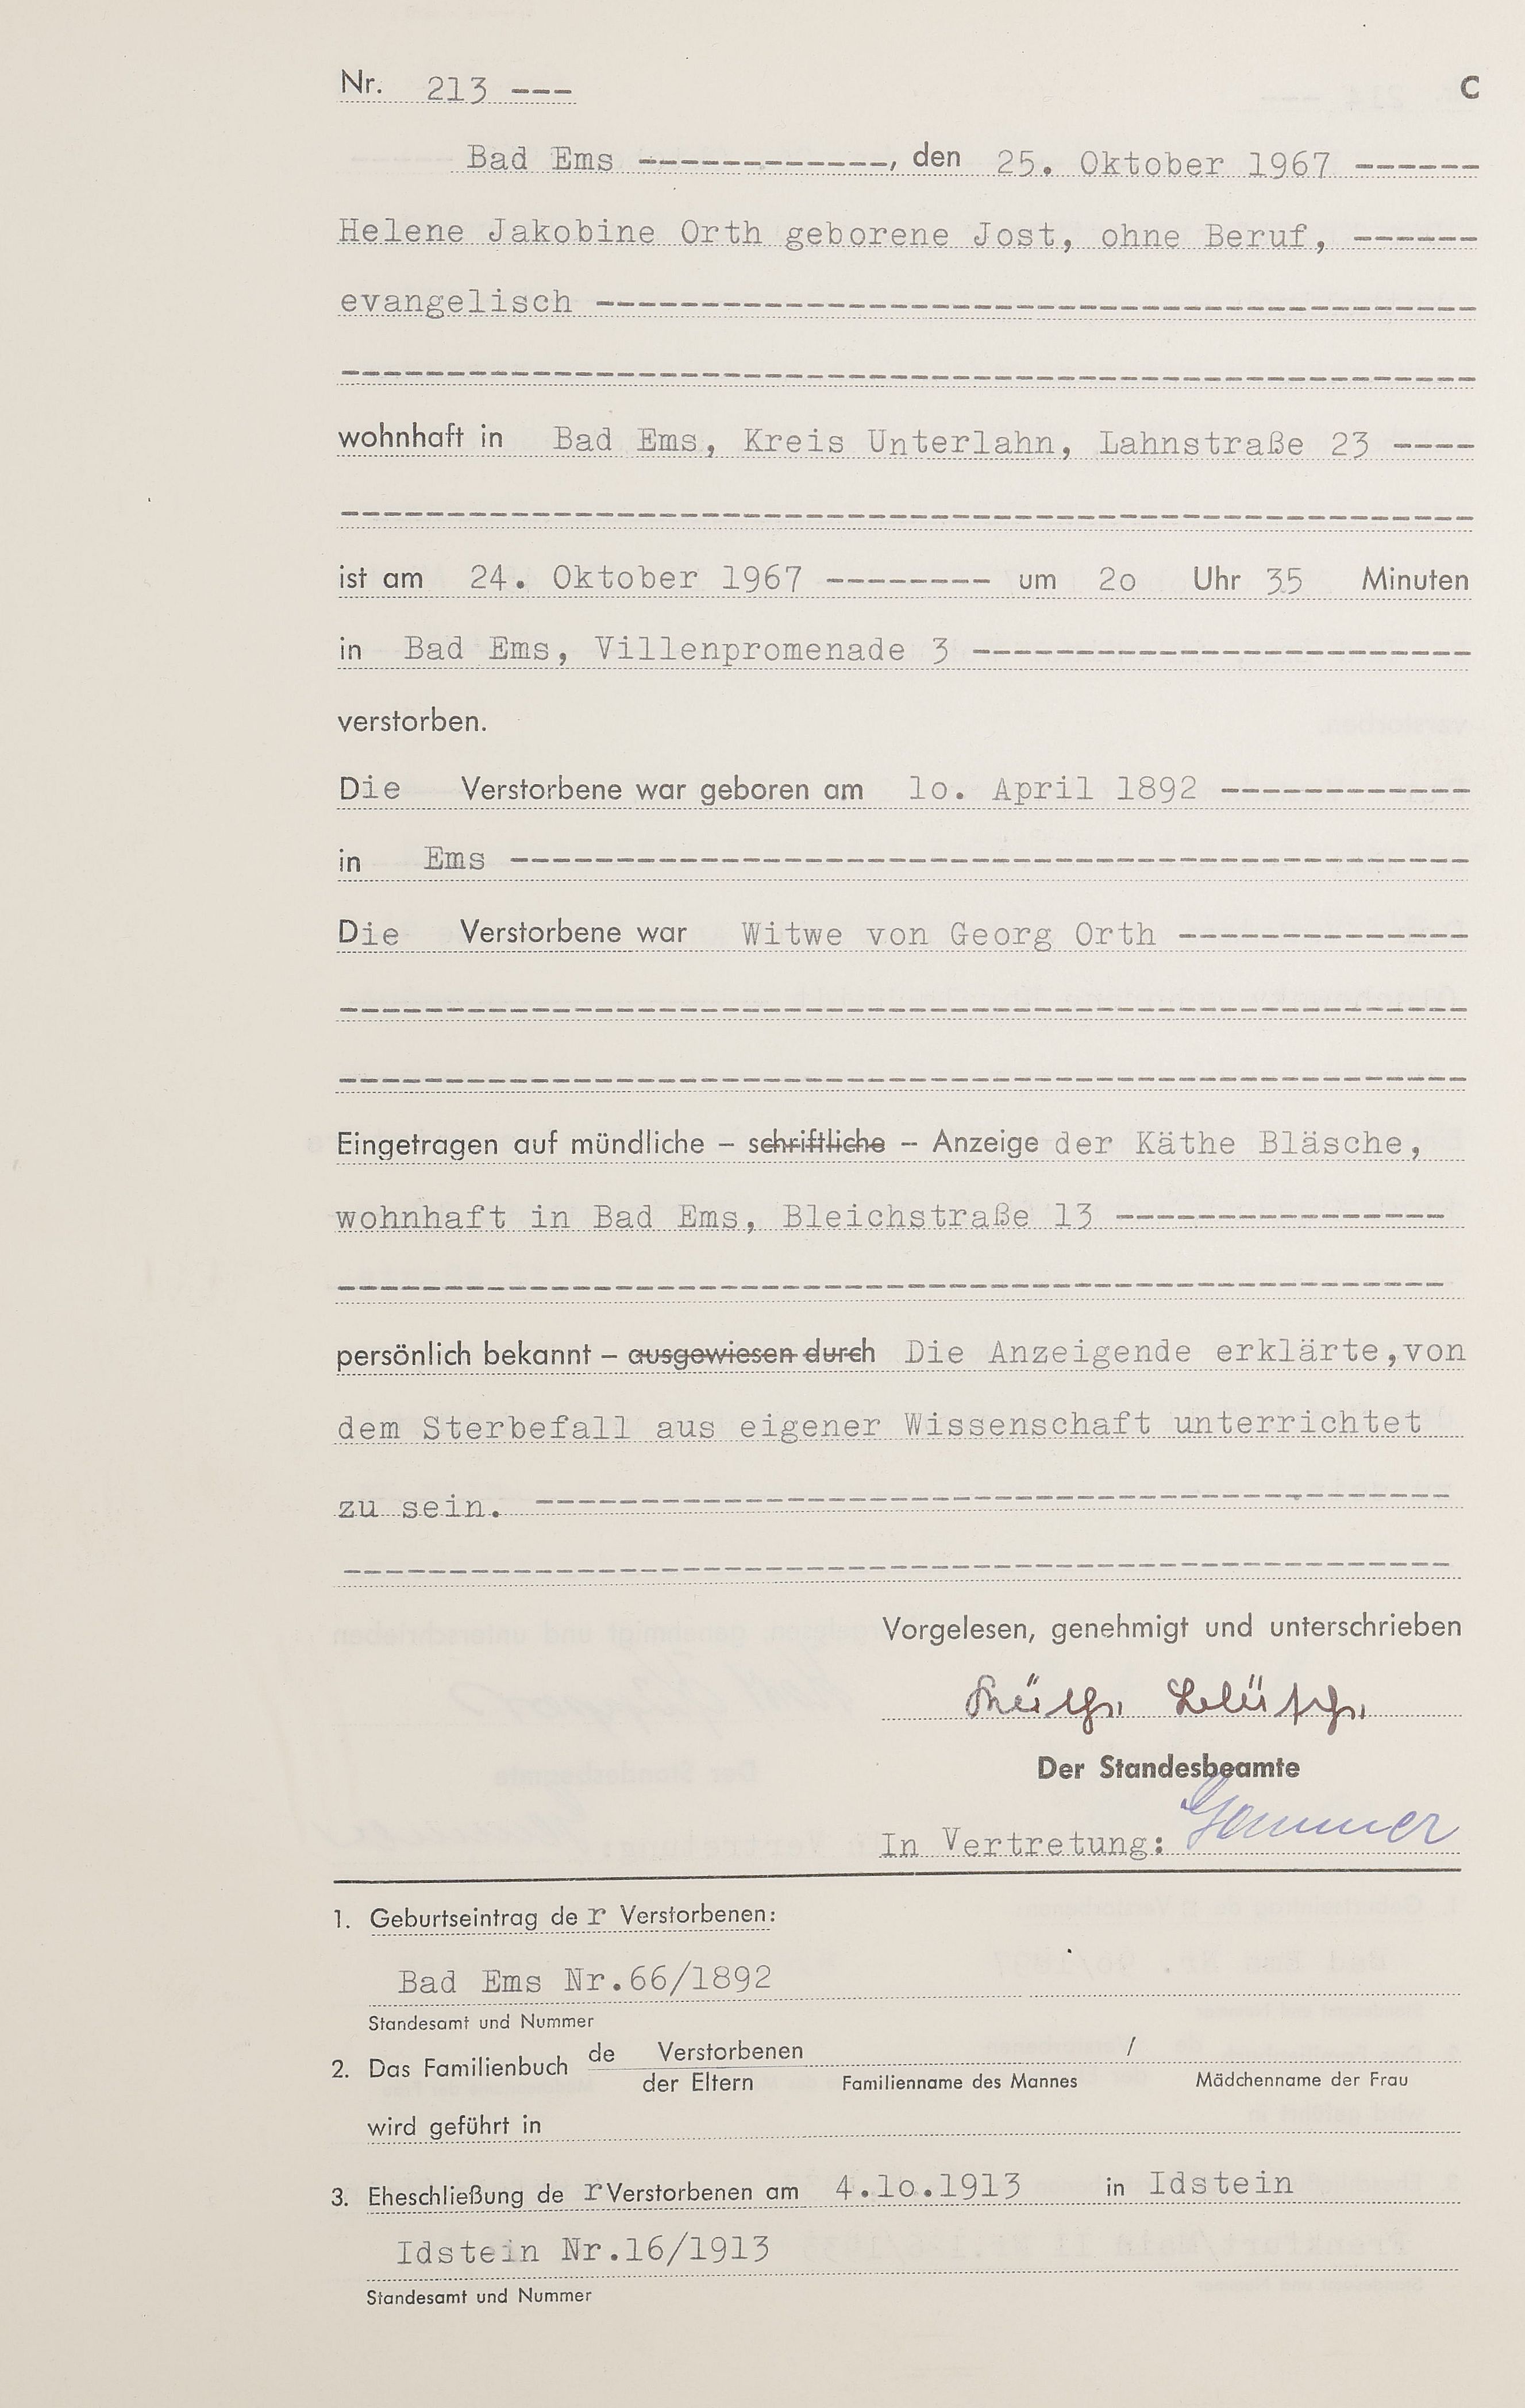 Nr. 213 --- C
Bad Ems ------------, den 25. Oktober 1967 ------
Helene Jakobine Orth geborene Jost, ohne Beruf, ------
evangelisch ------------------------------------------
------------------------------------------------------
wohnhaft in Bad Ems, Kreis Unterlahn, Lahnstraße 23 ----
------------------------------------------------------
ist am 24. Oktober 1967 -------- um 2o Uhr 35 Minuten
in Bad Ems, Villenpromenade 3 ------------------------
verstorben.
Die Verstorbene war geboren am lo. April 1892 ------------
in Ems ----------------------------------------------
Die Verstorbene war Witwe von Georg Orth --------------
------------------------------------------------------
------------------------------------------------------
Eingetragen auf mündliche – schriftliche – Anzeige der Käthe Bläsche,
wohnhaft in Bad Ems, Bleichstraße 13 ----------------
------------------------------------------------------
persönlich bekannt – ausgewiesen durch Die Anzeigende erklärte,von
dem Sterbefall aus eigener Wissenschaft unterrichtet
zu sein. --------------------------------------------
------------------------------------------------------
Vorgelesen, genehmigt und unterschrieben
Käthe Bläsche
Der Standesbeamte
In Vertretung:
1. Geburtseintrag de r Verstorbenen:
Bad Ems Nr.66/1892
Standesamt und Nummer
2. Das Familienbuch de Verstorbenen /
der Eltern Familienname des Mannes Mädchenname der Frau
wird geführt in
3. Eheschließung de r Verstorbenen am 4.lo.1913 in Idstein
Idstein Nr.16/1913
Standesamt und Nummer